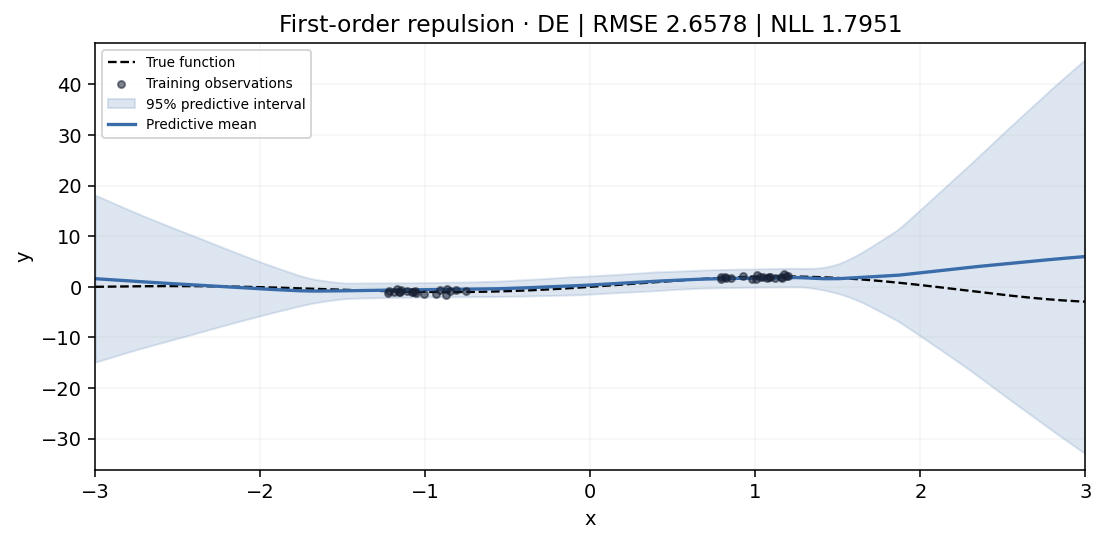 First-order repulsion · DE | RMSE 2.6578 | NLL 1.7951
True function
Training observations
95% predictive interval
Predictive mean
40
30
20
10
0
−10
−20
−30
y
−3
−2
−1
0
1
2
3
x